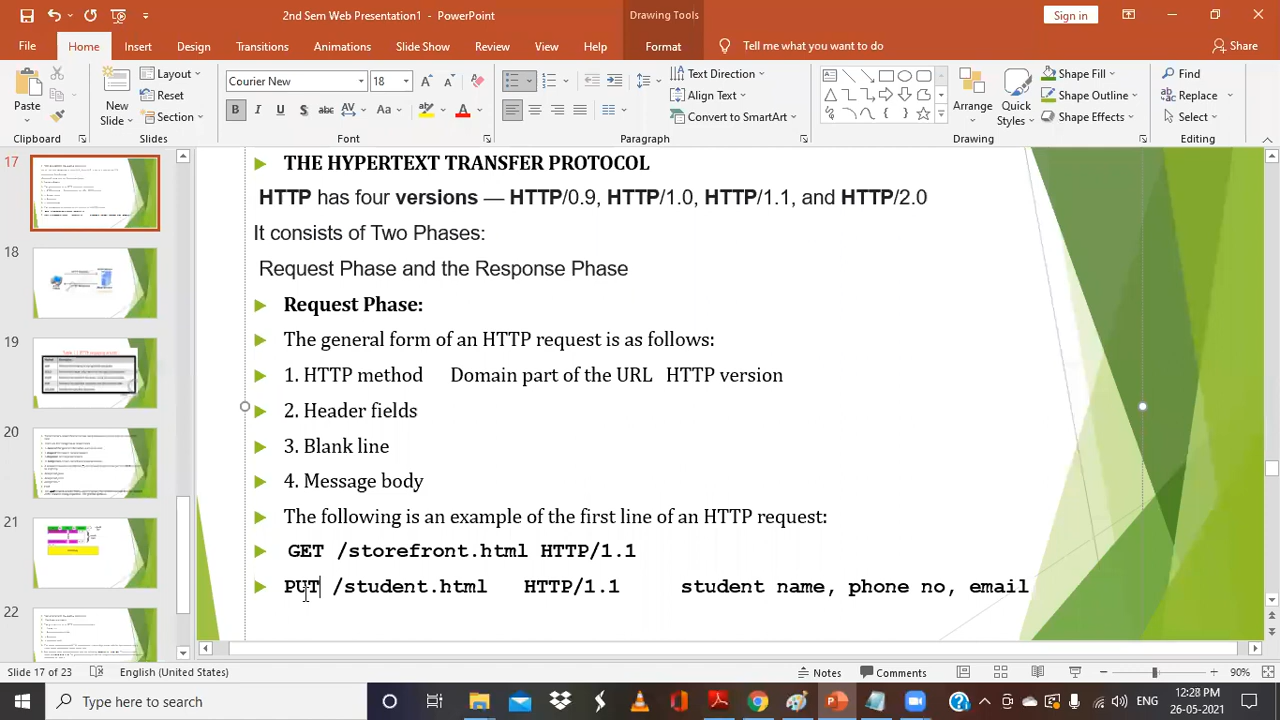 2nd Sem Web Presentation1 - PowerPoint
Drawing Tools
Sign in
File Home Insert Design Transitions Animations Slide Show Review View Help Format Tell me what you want to do Share
Paste
Clipboard
New Slide
Layout
Reset
Section
Slides
Courier New 18
B I U S abc AV Aa A
Font
Text Direction
Align Text
Convert to SmartArt
Paragraph
Arrange
Quick Styles
Shape Fill
Shape Outline
Shape Effects
Drawing
Find
Replace
Select
Editing
17
18
19
20
21
22
THE HYPERTEXT TRANSFER PROTOCOL
HTTP has four versions — HTTP/0.9, HTTP/1.0, HTTP/1.1, and HTTP/2.0
It consists of Two Phases:
Request Phase and the Response Phase
Request Phase:
The general form of an HTTP request is as follows:
1. HTTP method Domain part of the URL HTTP version
2. Header fields
3. Blank line
4. Message body
The following is an example of the first line of an HTTP request:
GET /storefront.html HTTP/1.1
PUT /student.html HTTP/1.1 student name, phone no, email
Slide 17 of 23 English (United States) Notes Comments 90%
Type here to search
ENG
12:28 PM
26-05-2021